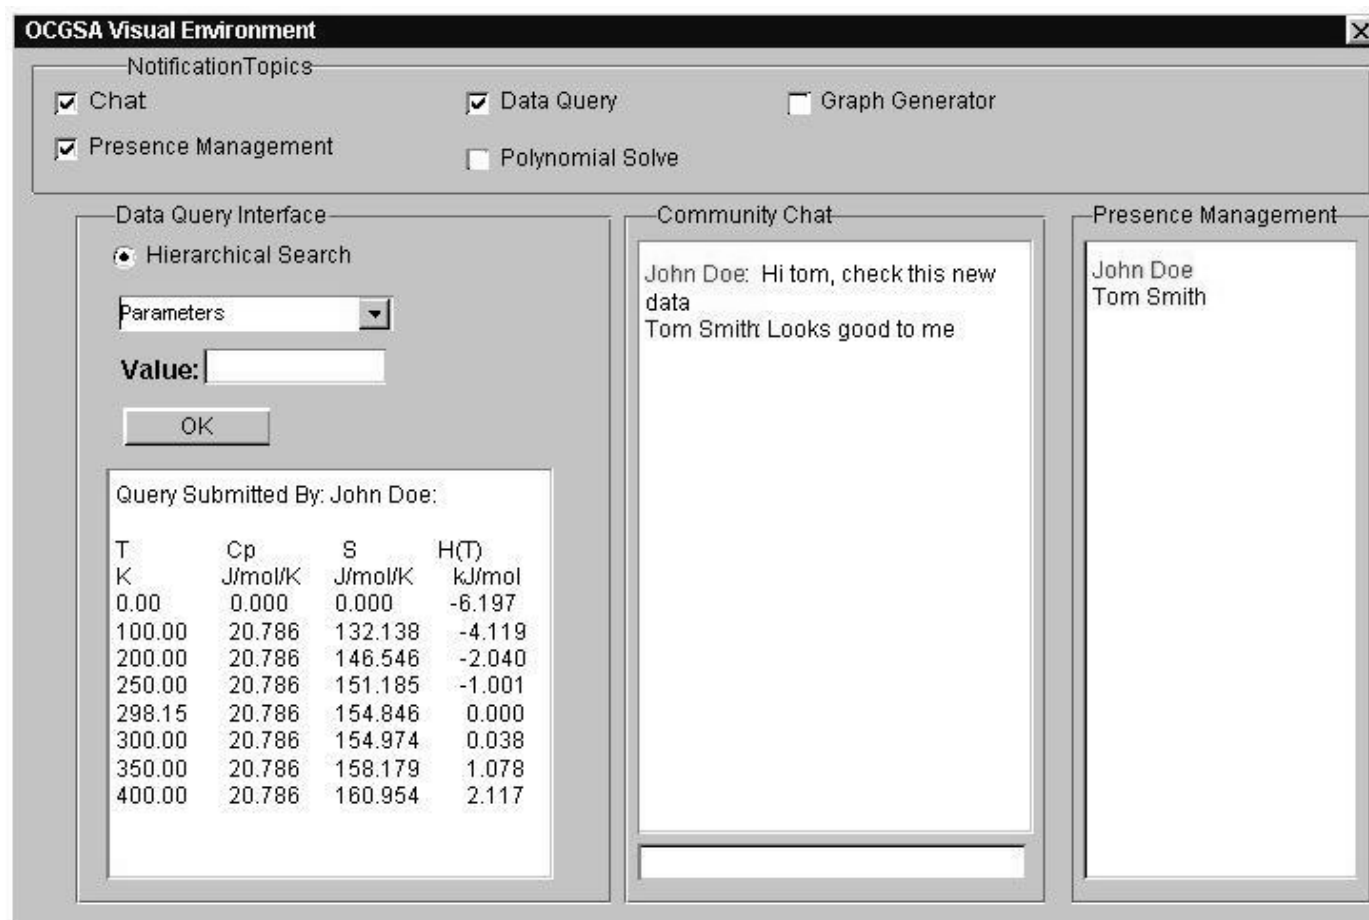 OCGSA Visual Environment
NotificationTopics
Chat
Data Query
Graph Generator
Presence Management
Polynomial Solve
Data Query Interface
Hierarchical Search
Parameters
Value:
OK
Query Submitted By: John Doe:
T Cp S H(T)
K J/mol/K J/mol/K kJ/mol
0.00 0.000 0.000 -6.197
100.00 20.786 132.138 -4.119
200.00 20.786 146.546 -2.040
250.00 20.786 151.185 -1.001
298.15 20.786 154.846 0.000
300.00 20.786 154.974 0.038
350.00 20.786 158.179 1.078
400.00 20.786 160.954 2.117
Community Chat
John Doe: Hi tom, check this new
data
Tom Smith: Looks good to me
Presence Management
John Doe
Tom Smith